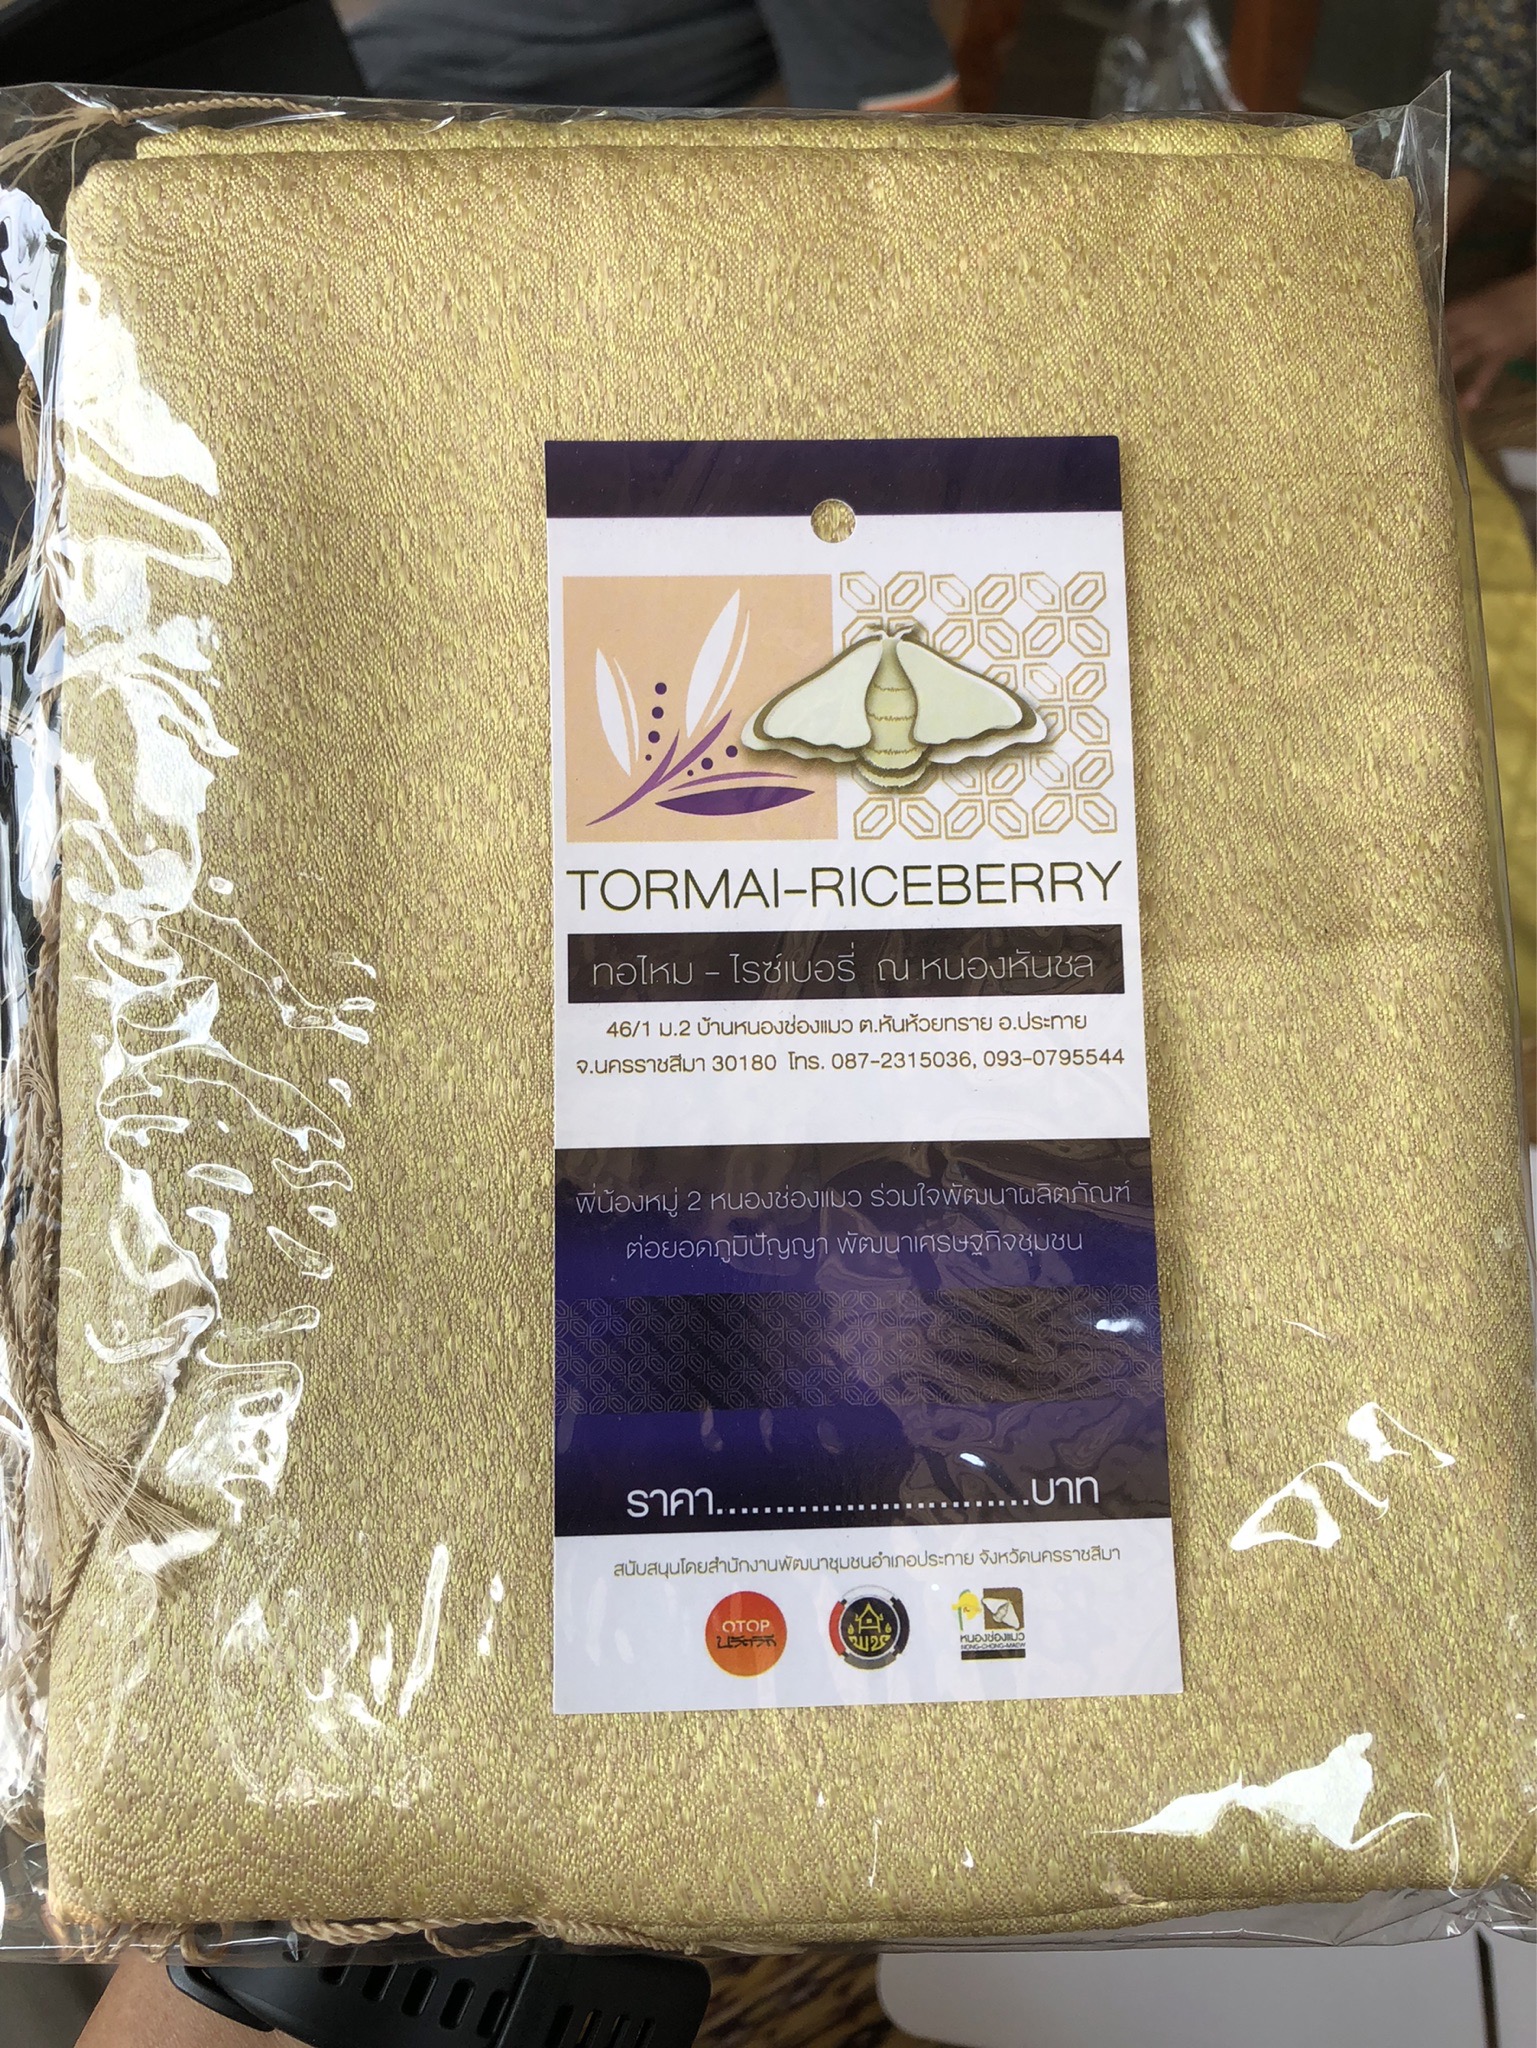 TORMAI-RICEBERRY
ทอไหม - ไรซ์เบอรี่ ณ หนองหันชล
46/1 ม.2 บ้านหนองช่องแมว ต.หันห้วยทราย อ.ประทาย
จ.นครราชสีมา 30180 โทร. 087-2315036, 093-0795544
พี่น้องหมู่ 2 หนองช่องแมว ร่วมใจพัฒนาผลิตภัณฑ์
ต่อยอดภูมิปัญญา พัฒนาเศรษฐกิจชุมชน
ราคา...........................บาท
สนับสนุนโดยสำนักงานพัฒนาชุมชนอำเภอประทาย จังหวัดนครราชสีมา
OTOP
นวัตวิถี
พช
หนองช่องแมว
NONG-CHONG-MAEW